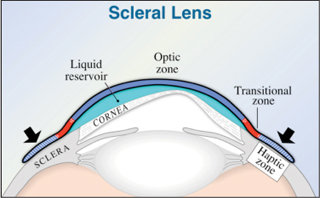 Scleral Lens
Optic
zone
Liquid
reservoir
Transitional
zone
CORNEA
SCLERA
Haptic
zone